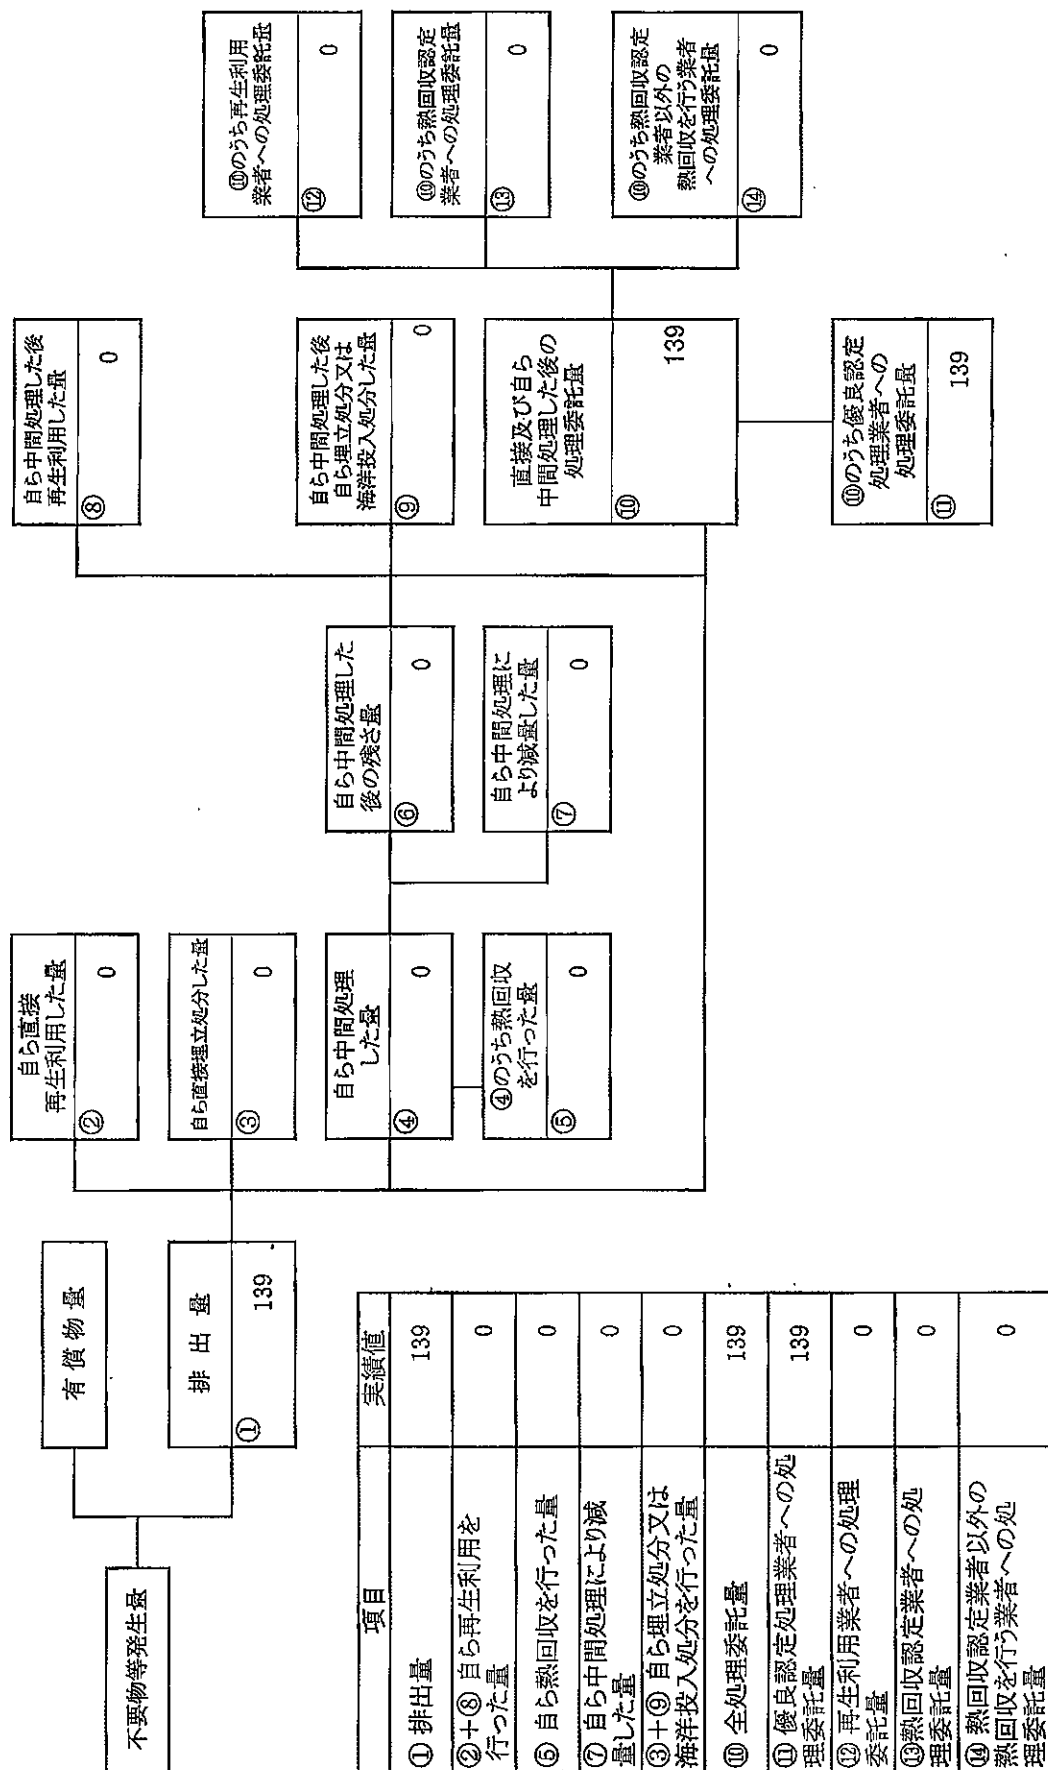 不要物等発生量
有償物量
排出量
①
139
自ら直接
再生利用した量
②
0
自ら直接埋立処分した量
③
0
自ら中間処理
した量
④
0
④のうち熱回収
を行った量
⑤
0
自ら中間処理した
後の残さ量
⑥
0
自ら中間処理に
より減量した量
⑦
0
自ら中間処理した後
再生利用した量
⑧
0
自ら中間処理した後
自ら埋立処分又は
海洋投入処分した量
⑨
0
直接及び自ら
中間処理した後の
処理委託量
⑩
139
⑩のうち優良認定
処理業者への
処理委託量
⑪
139
⑩のうち再生利用
業者への処理委託量
⑫
0
⑩のうち熱回収認定
業者への処理委託量
⑬
0
⑩のうち熱回収認定
業者以外の
熱回収を行う業者
への処理委託量
⑭
0
項目
実績値
①排出量
139
②+⑧自ら再生利用を
行った量
0
⑤自ら熱回収を行った量
0
⑦自ら中間処理により減
量した量
0
③+⑨自ら埋立処分又は
海洋投入処分を行った量
0
⑩全処理委託量
139
⑪優良認定処理業者への処
理委託量
139
⑫再生利用業者への処理
委託量
0
⑬熱回収認定業者への処
理委託量
0
⑭熱回収認定業者以外の
熱回収を行う業者への処
理委託量
0